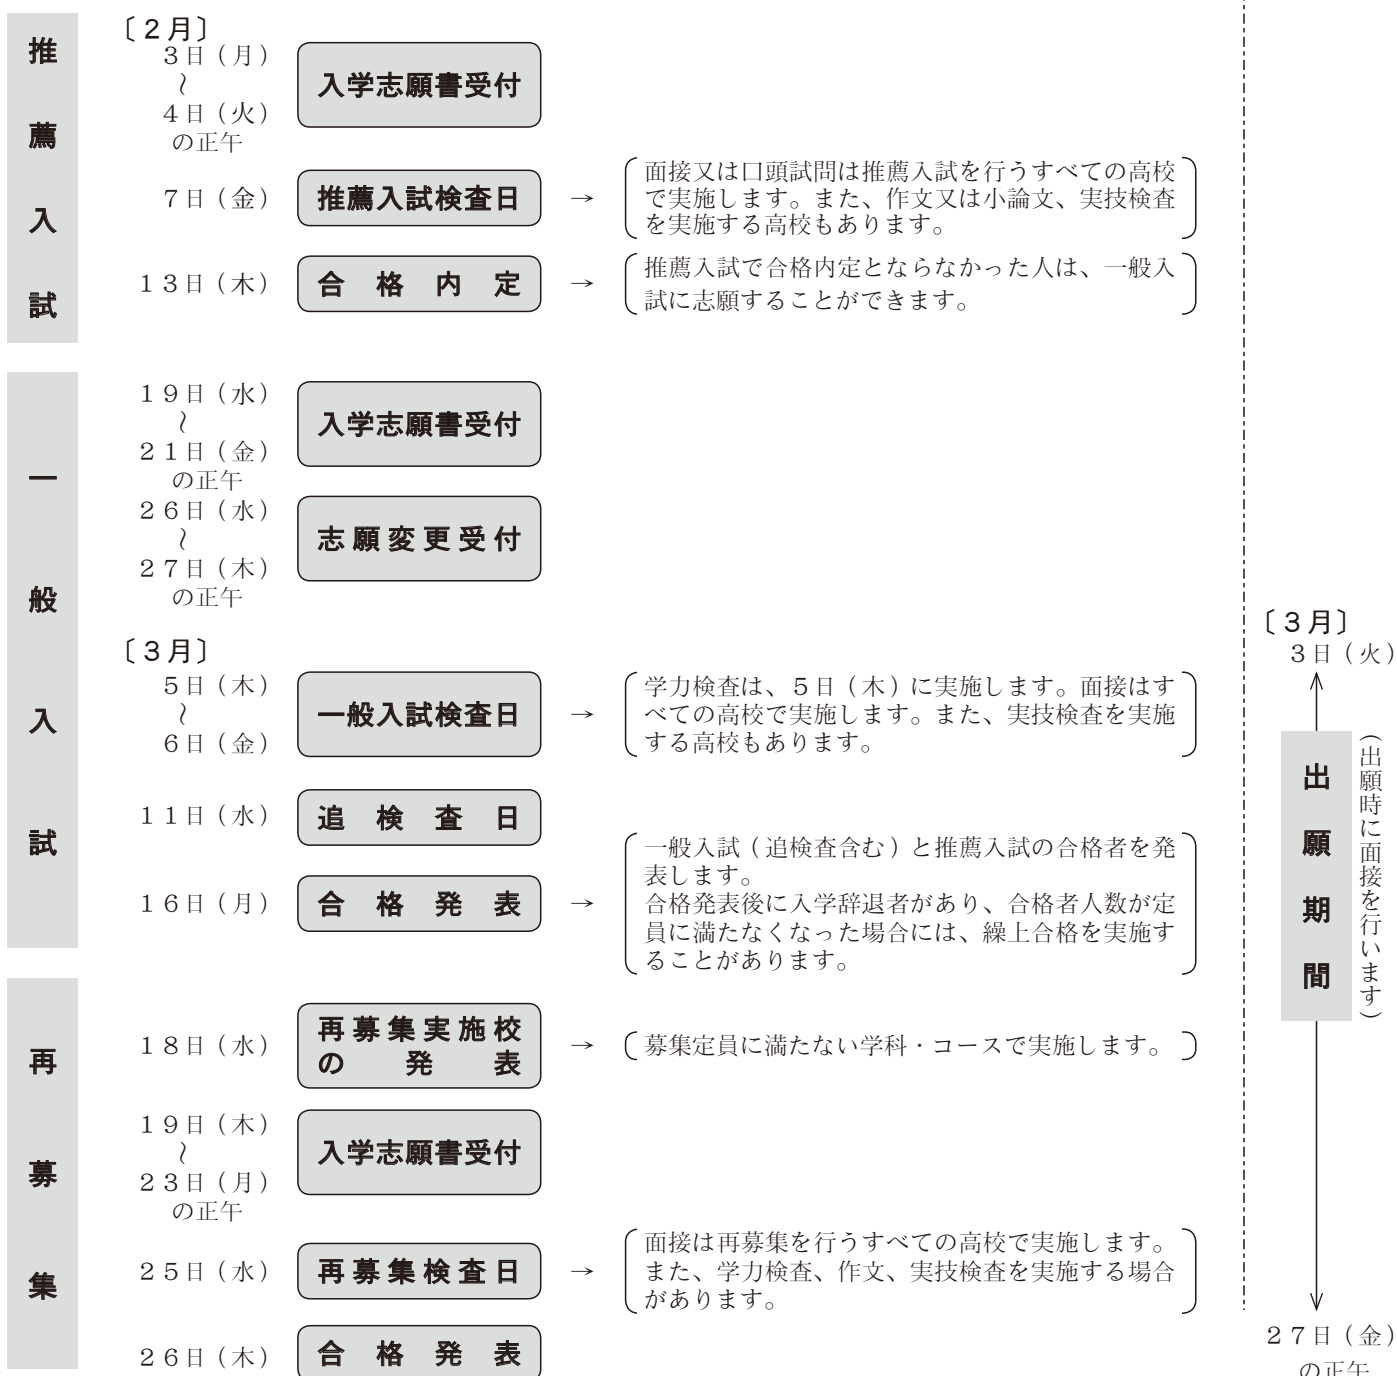 推薦入試
〔２月〕
３日（月）
～
４日（火）
の正午
入学志願書受付
７日（金）
推薦入試検査日
→
面接又は口頭試問は推薦入試を行うすべての高校
で実施します。また、作文又は小論文、実技検査
を実施する高校もあります。
１３日（木）
合格内定
→
推薦入試で合格内定とならなかった人は、一般入
試に志願することができます。
一般入試
１９日（水）
～
２１日（金）
の正午
入学志願書受付
２６日（水）
～
２７日（木）
の正午
志願変更受付
〔３月〕
５日（木）
～
６日（金）
一般入試検査日
→
学力検査は、５日（木）に実施します。面接はす
べての高校で実施します。また、実技検査を実施
する高校もあります。
１１日（水）
追検査日
１６日（月）
合格発表
→
一般入試（追検査含む）と推薦入試の合格者を発
表します。
合格発表後に入学辞退者があり、合格者人数が定
員に満たなくなった場合には、繰上合格を実施す
ることがあります。
再募集
１８日（水）
再募集実施校
の発表
→
募集定員に満たない学科・コースで実施します。
１９日（木）
～
２３日（月）
の正午
入学志願書受付
２５日（水）
再募集検査日
→
面接は再募集を行うすべての高校で実施します。
また、学力検査、作文、実技検査を実施する場合
があります。
２６日（木）
合格発表
〔３月〕
３日（火）
出願期間
（出願時に面接を行います）
２７日（金）
の正午